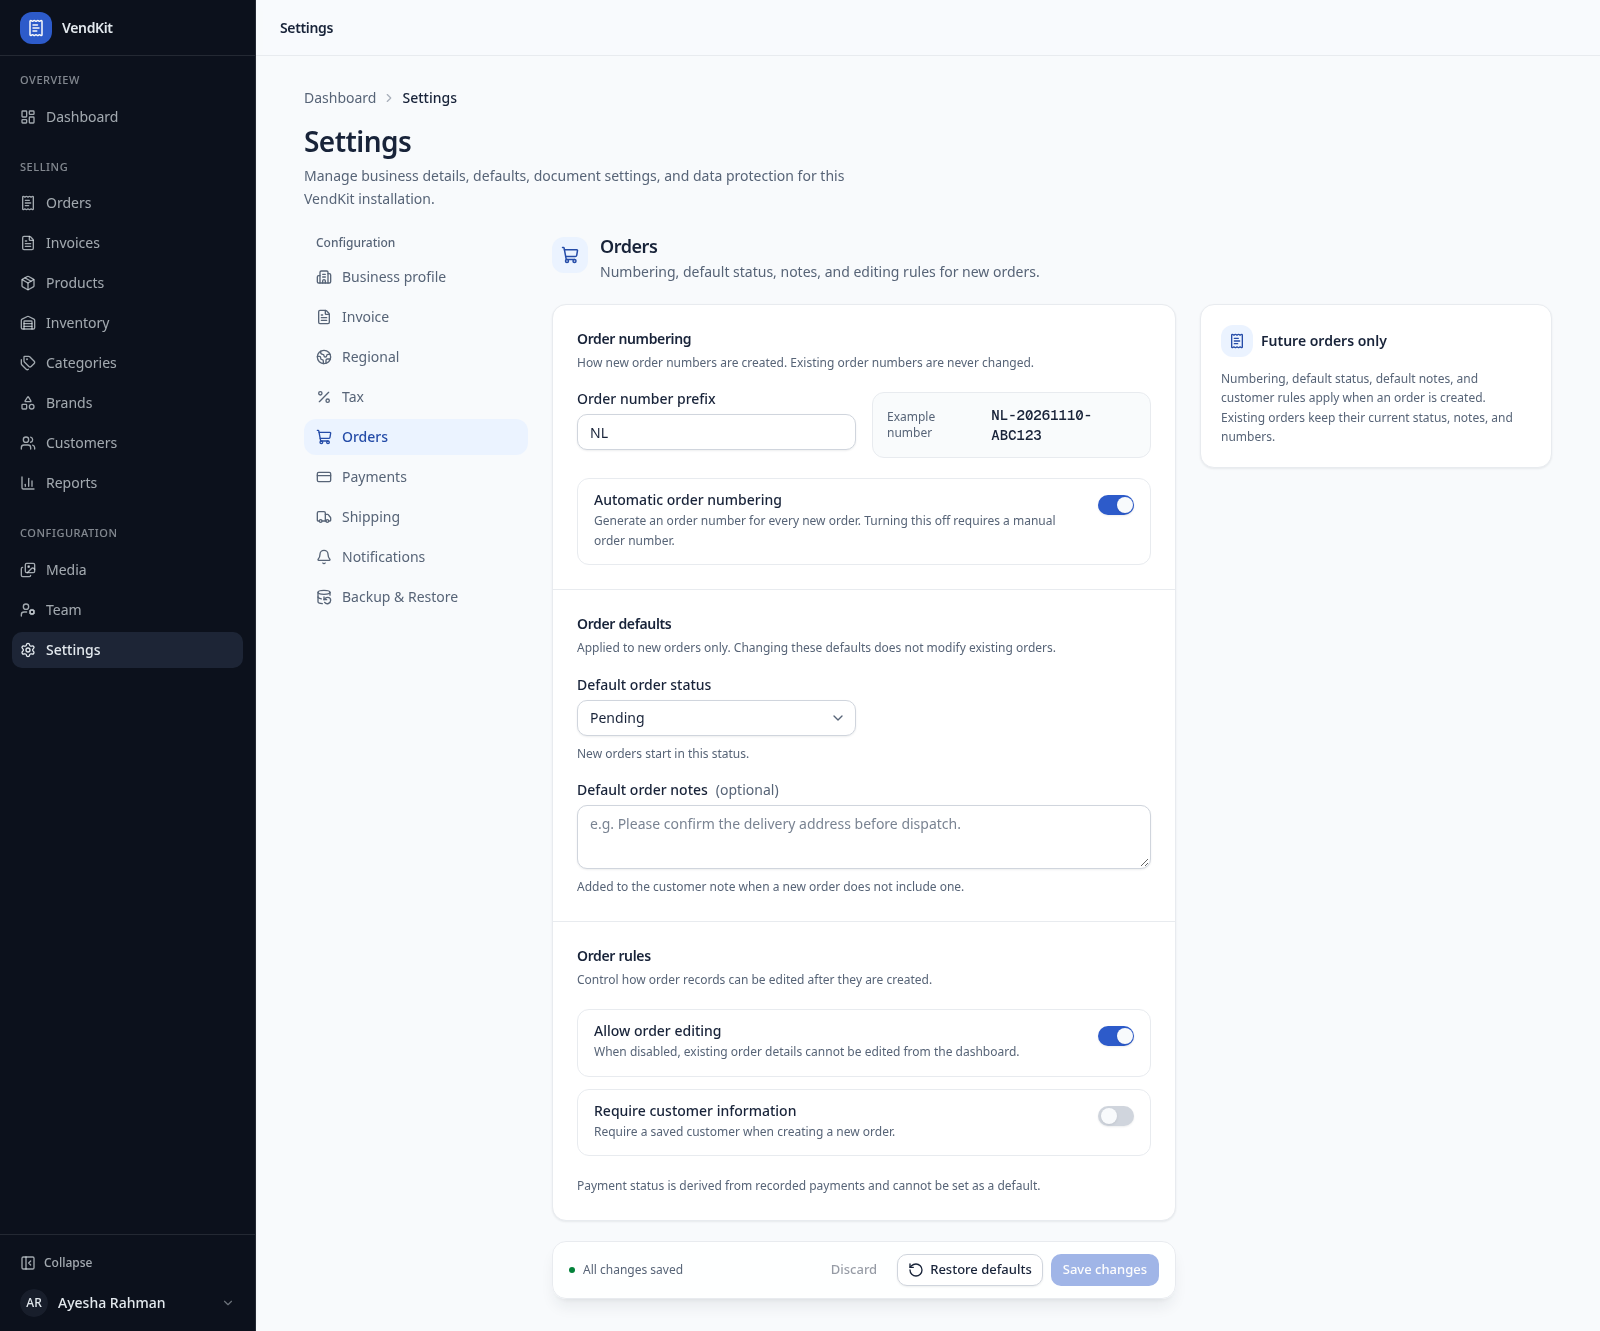 VendKit
OVERVIEW
Dashboard
SELLING
Orders
Invoices
Products
Inventory
Categories
Brands
Customers
Reports
CONFIGURATION
Media
Team
Settings
Collapse
AR
Ayesha Rahman
Settings
Dashboard > Settings
Settings
Manage business details, defaults, document settings, and data protection for this
VendKit installation.
Configuration
Business profile
Invoice
Regional
Tax
Orders
Payments
Shipping
Notifications
Backup & Restore
Orders
Numbering, default status, notes, and editing rules for new orders.
Order numbering
How new order numbers are created. Existing order numbers are never changed.
Order number prefix
NL
Example
number
NL-20261110-
ABC123
Automatic order numbering
Generate an order number for every new order. Turning this off requires a manual
order number.
Order defaults
Applied to new orders only. Changing these defaults does not modify existing orders.
Default order status
Pending
New orders start in this status.
Default order notes (optional)
e.g. Please confirm the delivery address before dispatch.
Added to the customer note when a new order does not include one.
Order rules
Control how order records can be edited after they are created.
Allow order editing
When disabled, existing order details cannot be edited from the dashboard.
Require customer information
Require a saved customer when creating a new order.
Payment status is derived from recorded payments and cannot be set as a default.
All changes saved
Discard
Restore defaults
Save changes
Future orders only
Numbering, default status, default notes, and
customer rules apply when an order is created.
Existing orders keep their current status, notes, and
numbers.